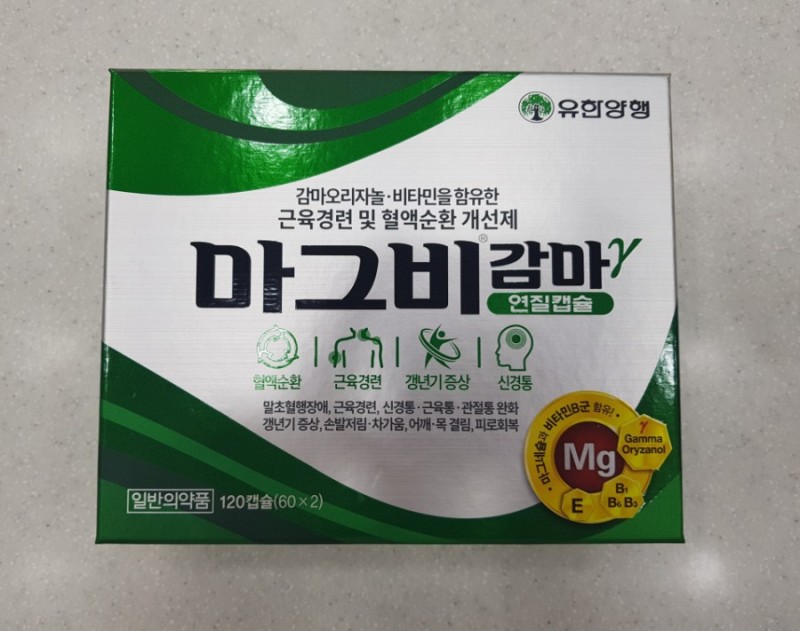 유한양행
감마오리자놀·비타민을 함유한
근육경련 및 혈액순환 개선제
마그비® 감마γ
연질캡슐
혈액순환 | 근육경련 | 갱년기 증상 | 신경통
말초혈행장애, 근육경련, 신경통·근육통·관절통 완화
갱년기 증상, 손발저림·차가움, 어깨·목 결림, 피로회복
• 마그네슘과 비타민B군 함유! •
Mg
γ
Gamma
Oryzanol
E
B₁
B₆ B₃
일반의약품 120캡슐(60×2)